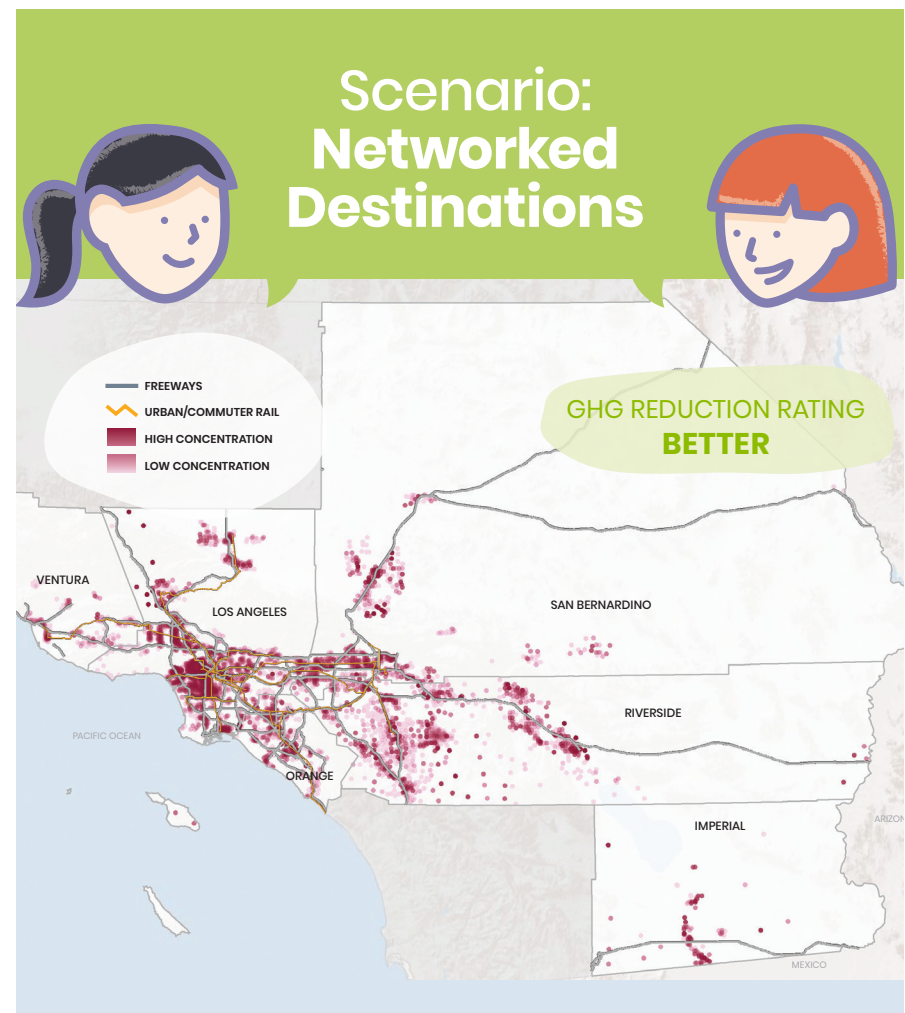 Scenario:
Networked
Destinations
FREEWAYS
URBAN/COMMUTER RAIL
HIGH CONCENTRATION
LOW CONCENTRATION
GHG REDUCTION RATING
BETTER
VENTURA
LOS ANGELES
SAN BERNARDINO
RIVERSIDE
PACIFIC OCEAN
ORANGE
IMPERIAL
ARIZON
MEXICO